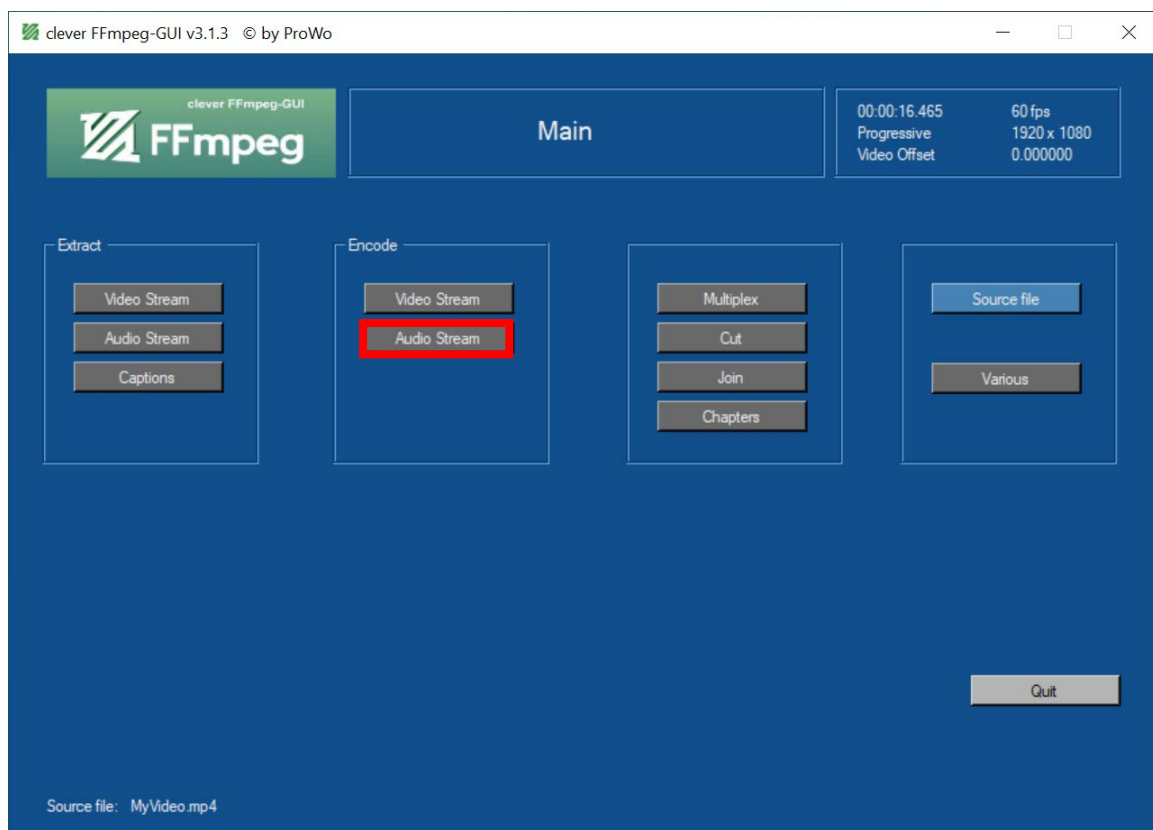 clever FFmpeg-GUI v3.1.3 © by ProWo
clever FFmpeg-GUI
FFmpeg
Main
00:00:16.465 60 fps
Progressive 1920 x 1080
Video Offset 0.000000
Extract
Video Stream
Audio Stream
Captions
Encode
Video Stream
Audio Stream
Multiplex
Cut
Join
Chapters
Source file
Various
Quit
Source file: MyVideo.mp4